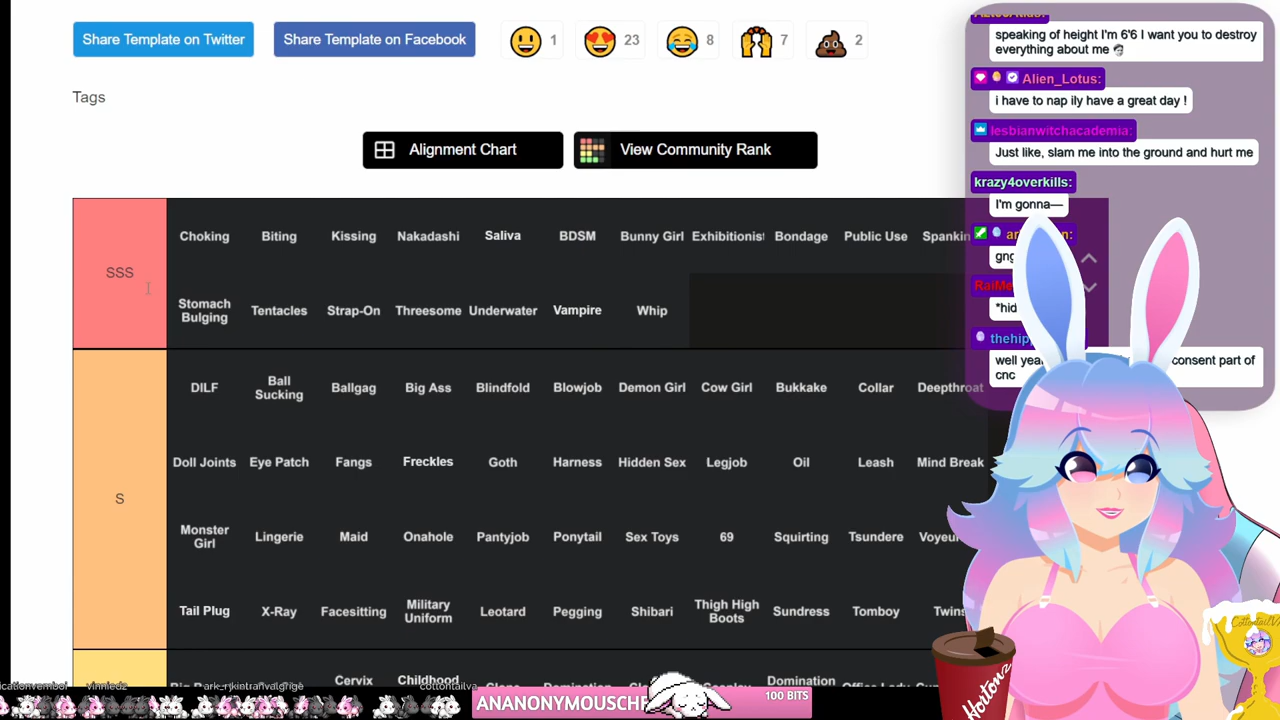 Share Template on Twitter
Share Template on Facebook
1
23
8
7
2
speaking of height I'm 6'6 I want you to destroy
everything about me
Tags
Alien_Lotus:
i have to nap ily have a great day !
Alignment Chart
View Community Rank
lesbianwitchacademia:
Just like, slam me into the ground and hurt me
krazy4overkills:
I'm gonna—
consent part of
cnc
SSS
Choking
Biting
Kissing
Nakadashi
Saliva
BDSM
Bunny Girl
Exhibitionist
Bondage
Public Use
Stomach
Bulging
Tentacles
Strap-On
Threesome
Underwater
Vampire
Whip
S
DILF
Ball
Sucking
Ballgag
Big Ass
Blindfold
Blowjob
Demon Girl
Cow Girl
Bukkake
Collar
Deepthroat
Doll Joints
Eye Patch
Fangs
Freckles
Goth
Harness
Hidden Sex
Legjob
Oil
Leash
Mind Break
Monster
Girl
Lingerie
Maid
Onahole
Pantyjob
Ponytail
Sex Toys
69
Squirting
Tsundere
Tail Plug
X-Ray
Facesitting
Military
Uniform
Leotard
Pegging
Shibari
Thigh High
Boots
Sundress
Tomboy
Twins
Cervix
Childhood
Domination
vinniedz
cottontailva
100 BITS